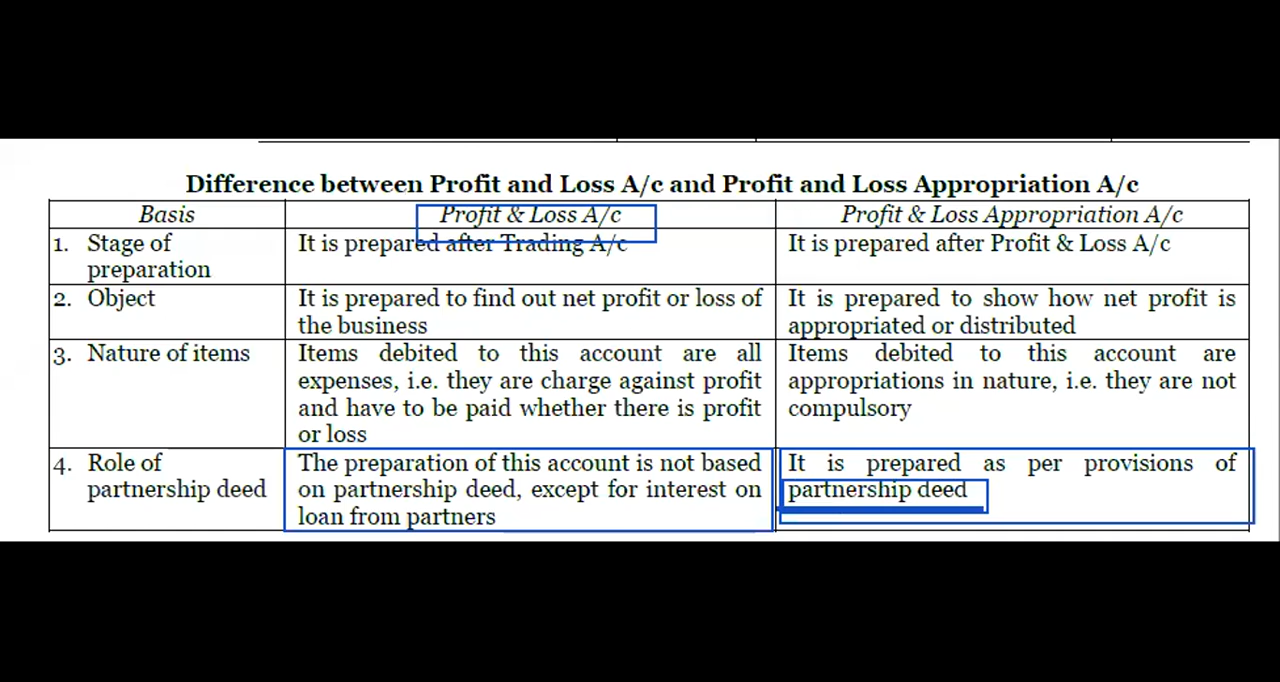 Difference between Profit and Loss A/c and Profit and Loss Appropriation A/c
Basis Profit & Loss A/c Profit & Loss Appropriation A/c
1. Stage of preparation
It is prepared after Trading A/c
It is prepared after Profit & Loss A/c
2. Object
It is prepared to find out net profit or loss of
the business
It is prepared to show how net profit is
appropriated or distributed
3. Nature of items
Items debited to this account are all
expenses, i.e. they are charge against profit
and have to be paid whether there is profit
or loss
Items debited to this account are
appropriations in nature, i.e. they are not
compulsory
4. Role of
partnership deed
The preparation of this account is not based
on partnership deed, except for interest on
loan from partners
It is prepared as per provisions of
partnership deed